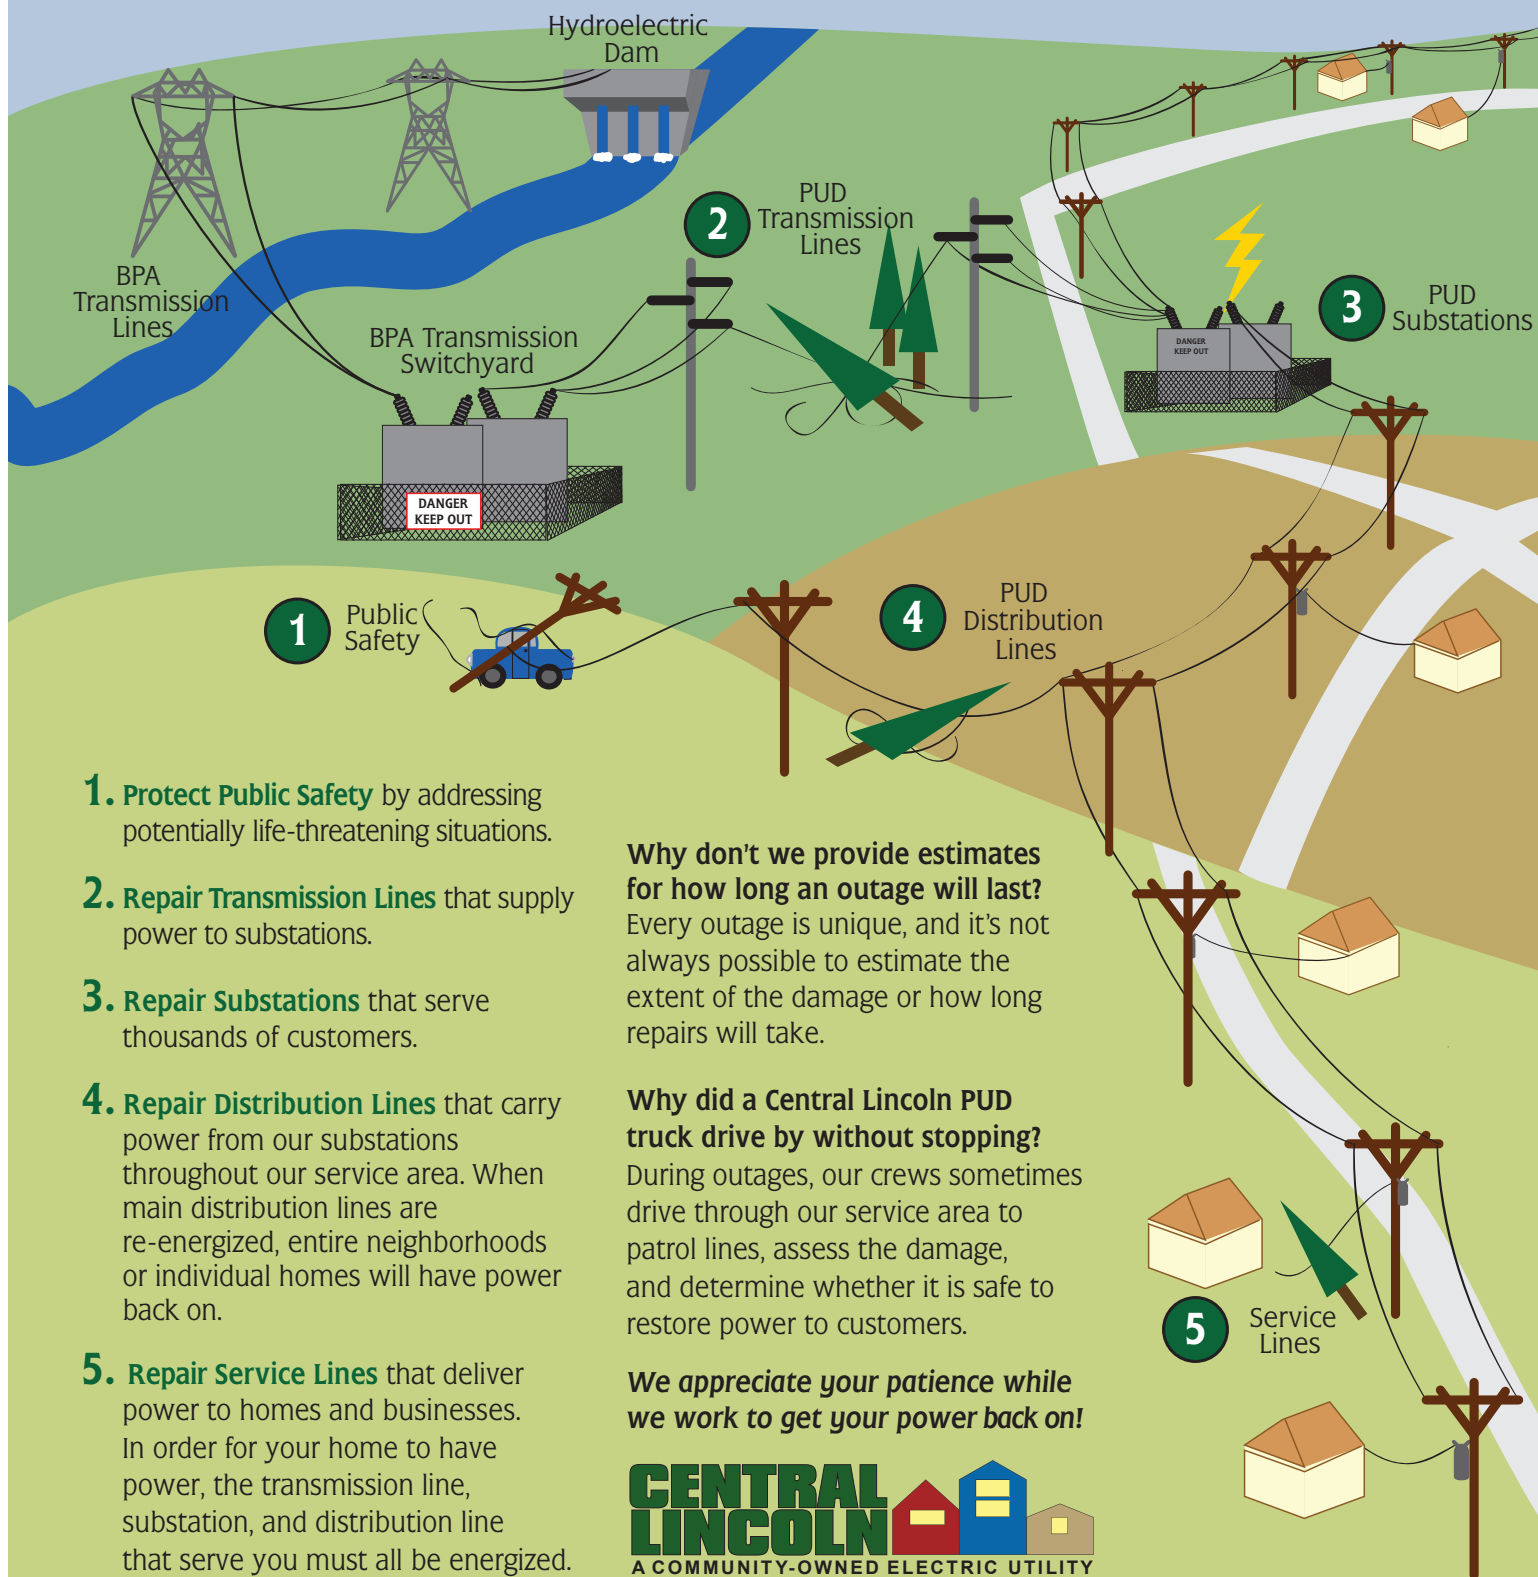 Hydroelectric
Dam
BPA
Transmission
Lines
BPA Transmission
Switchyard
DANGER
KEEP OUT
2
PUD
Transmission
Lines
3
PUD
Substations
DANGER
KEEP OUT
1
Public
Safety
4
PUD
Distribution
Lines
1. Protect Public Safety by addressing
potentially life-threatening situations.
2. Repair Transmission Lines that supply
power to substations.
3. Repair Substations that serve
thousands of customers.
4. Repair Distribution Lines that carry
power from our substations
throughout our service area. When
main distribution lines are
re-energized, entire neighborhoods
or individual homes will have power
back on.
5. Repair Service Lines that deliver
power to homes and businesses.
In order for your home to have
power, the transmission line,
substation, and distribution line
that serve you must all be energized.
Why don't we provide estimates
for how long an outage will last?
Every outage is unique, and it's not
always possible to estimate the
extent of the damage or how long
repairs will take.
Why did a Central Lincoln PUD
truck drive by without stopping?
During outages, our crews sometimes
drive through our service area to
patrol lines, assess the damage,
and determine whether it is safe to
restore power to customers.
We appreciate your patience while
we work to get your power back on!
CENTRAL
LINCOLN
A COMMUNITY-OWNED ELECTRIC UTILITY
5
Service
Lines